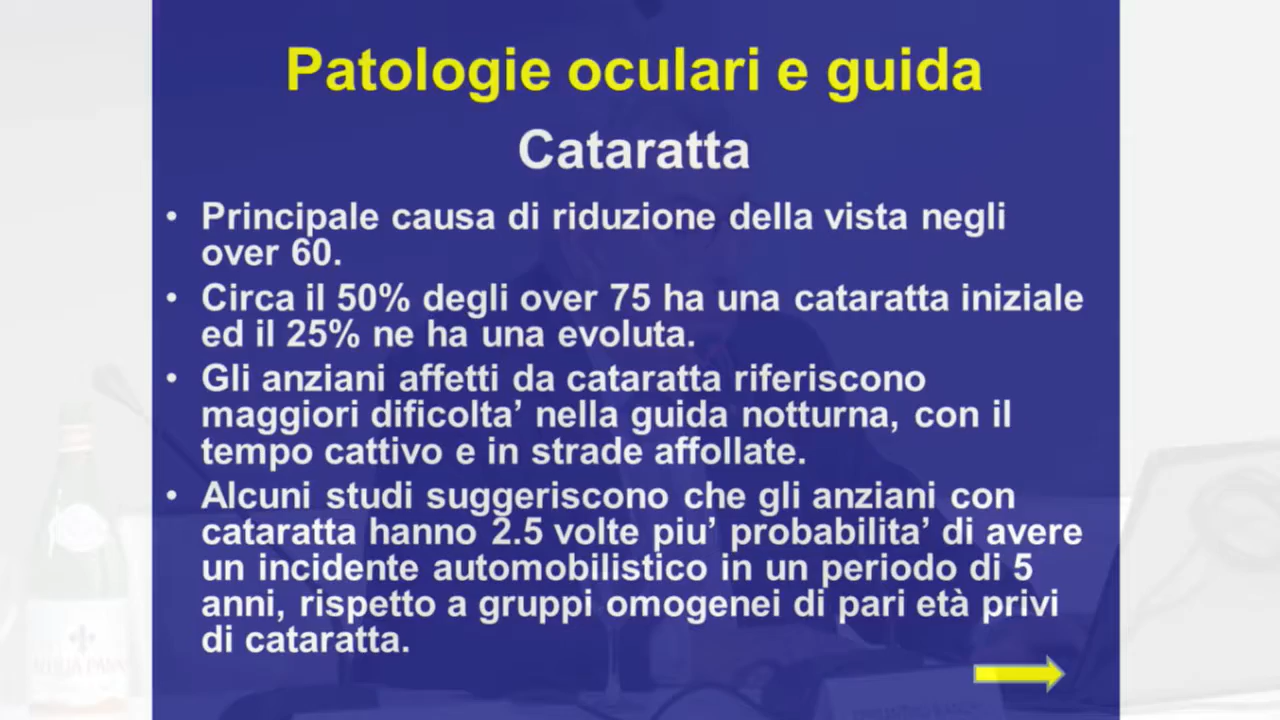 Patologie oculari e guida
Cataratta
• Principale causa di riduzione della vista negli
over 60.
• Circa il 50% degli over 75 ha una cataratta iniziale
ed il 25% ne ha una evoluta.
• Gli anziani affetti da cataratta riferiscono
maggiori dificolta’ nella guida notturna, con il
tempo cattivo e in strade affollate.
• Alcuni studi suggeriscono che gli anziani con
cataratta hanno 2.5 volte piu’ probabilita’ di avere
un incidente automobilistico in un periodo di 5
anni, rispetto a gruppi omogenei di pari età privi
di cataratta.